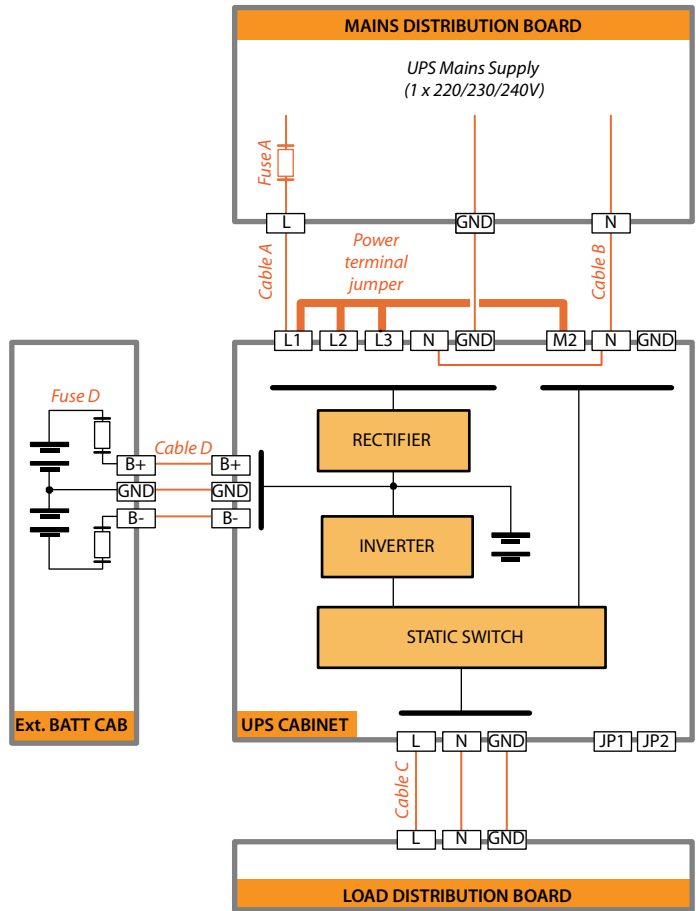 MAINS DISTRIBUTION BOARD
UPS Mains Supply
(1 x 220/230/240V)
Fuse A
L
GND
N
Cable A
Power
terminal
jumper
Cable B
L1
L2
L3
N
GND
M2
N
GND
Fuse D
Cable D
B+
B+
GND
GND
B-
B-
RECTIFIER
INVERTER
STATIC SWITCH
Ext. BATT CAB
UPS CABINET
L
N
GND
JP1
JP2
Cable C
L
N
GND
LOAD DISTRIBUTION BOARD